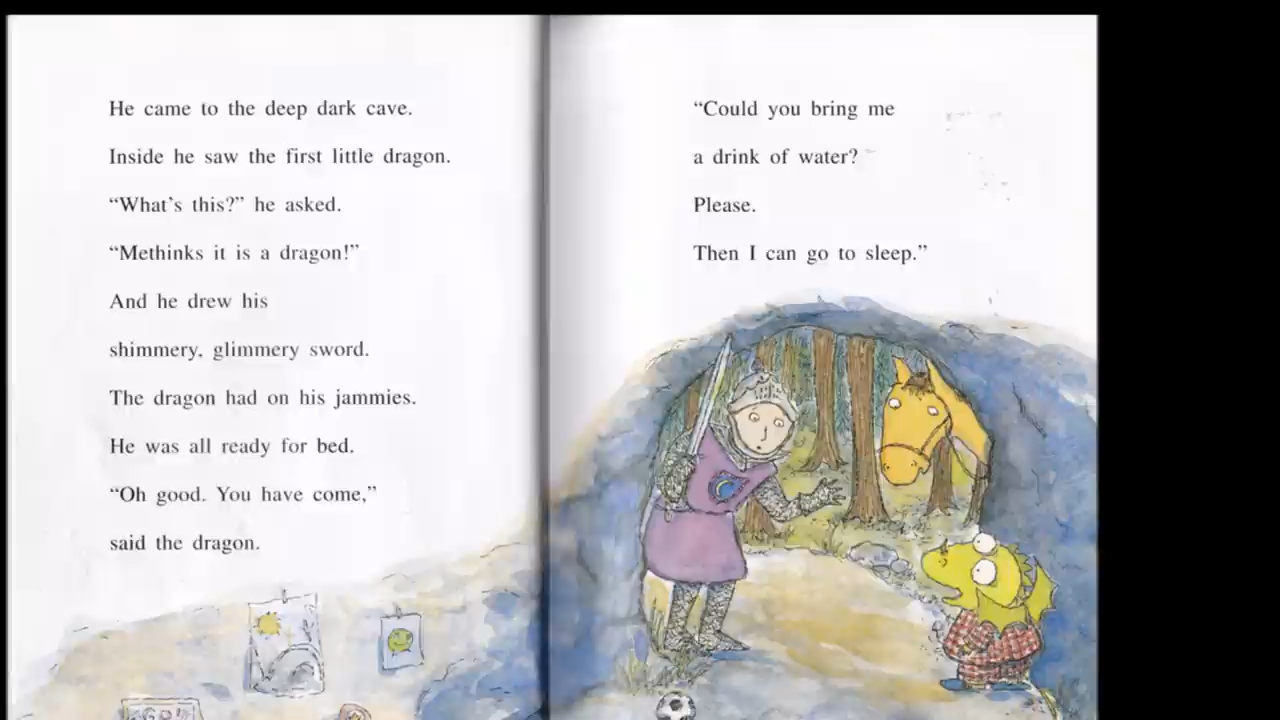 He came to the deep dark cave.
Inside he saw the first little dragon.
“What’s this?” he asked.
“Methinks it is a dragon!”
And he drew his
shimmery, glimmery sword.
The dragon had on his jammies.
He was all ready for bed.
“Oh good. You have come,”
said the dragon.
“Could you bring me
a drink of water?
Please.
Then I can go to sleep.”